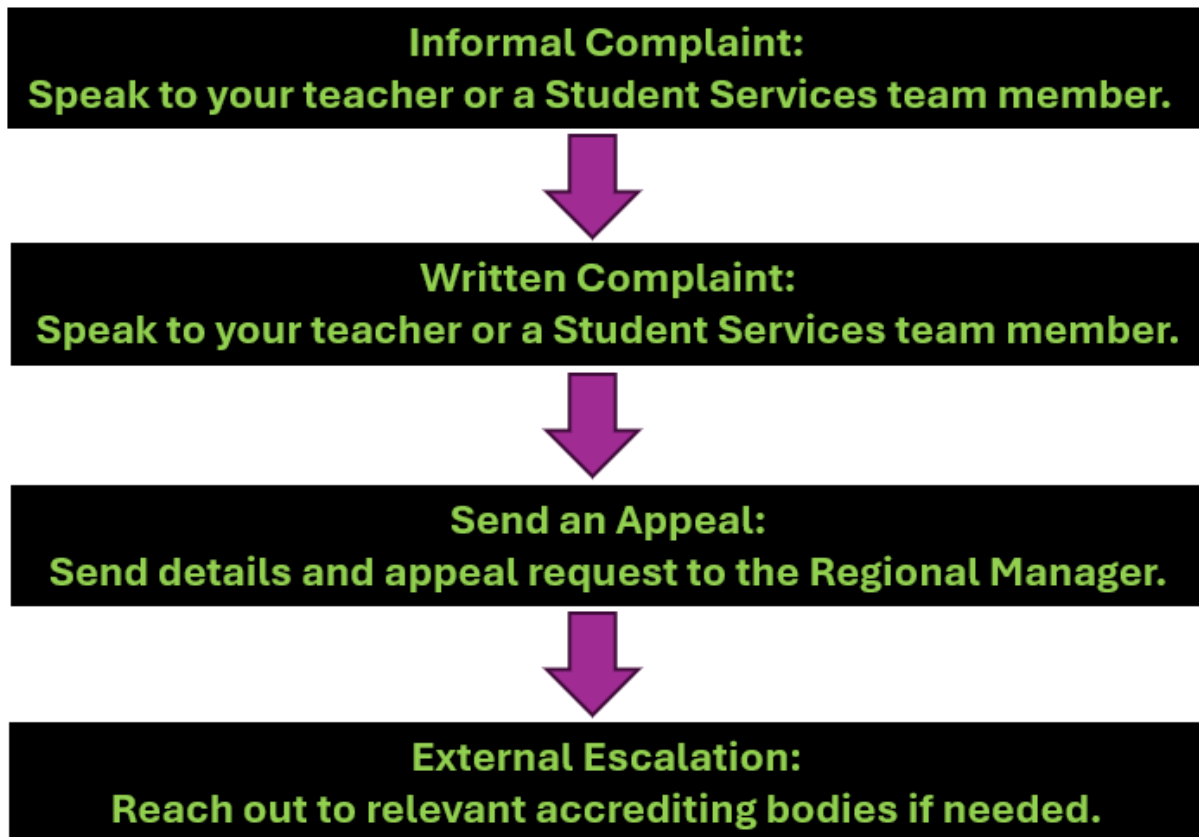 Informal Complaint:
Speak to your teacher or a Student Services team member.
Written Complaint:
Speak to your teacher or a Student Services team member.
Send an Appeal:
Send details and appeal request to the Regional Manager.
External Escalation:
Reach out to relevant accrediting bodies if needed.